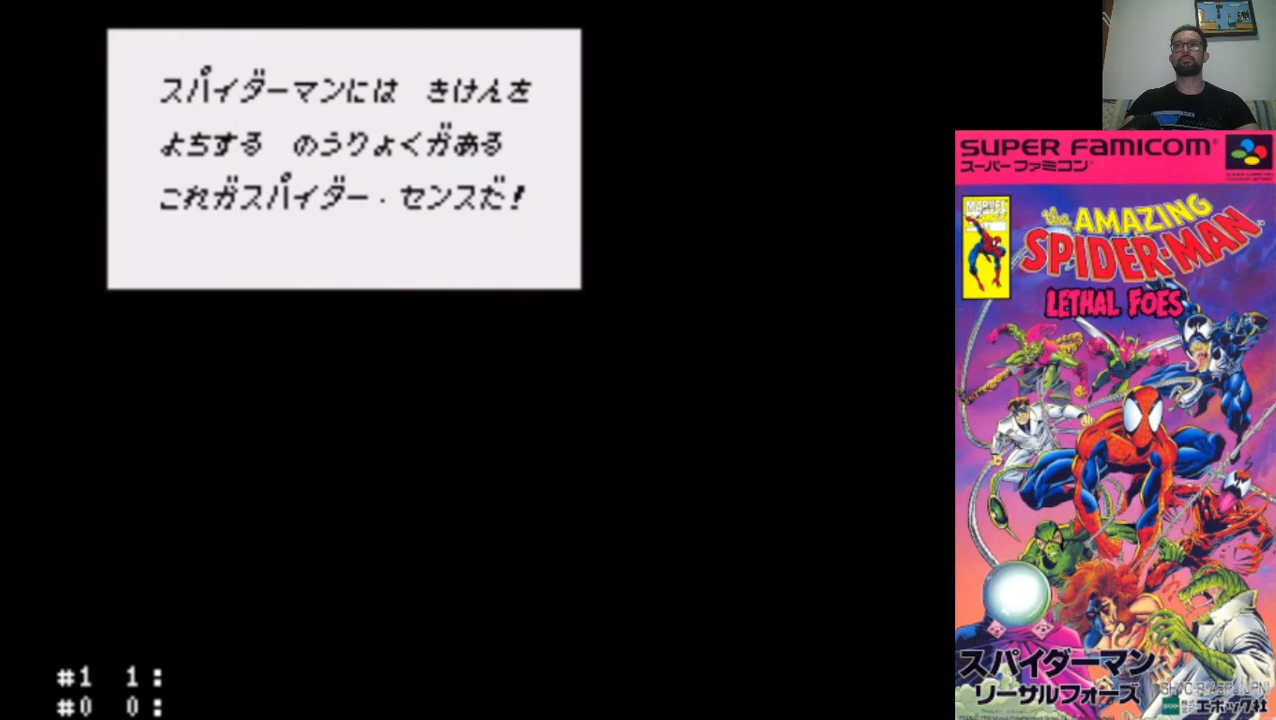 スパイダーマンには きけんを
よちする のうりょくガある
これガスパイダー・センスだ!
#1 1:
#0 0:
SUPER FAMICOM
スーパーファミコン
MARVEL
the AMAZING
SPIDER-MAN
LETHAL FOES
スパイダーマン
リーサルフォーズ
エポック社